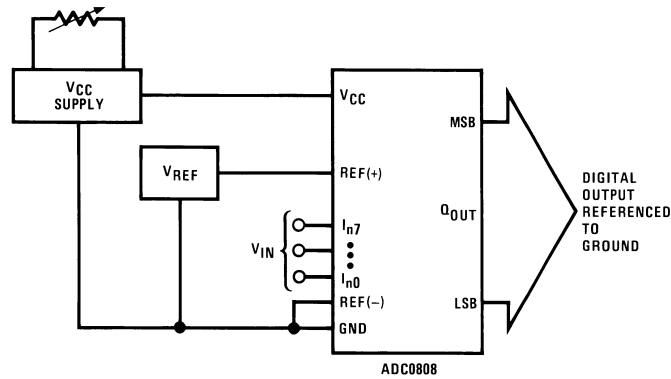 VCC
SUPPLY
VCC
MSB
VREF
REF(+)
DIGITAL
OUTPUT
REFERENCED
TO
GROUND
QOUT
In7
VIN
In0
REF(−)
LSB
GND
ADC0808